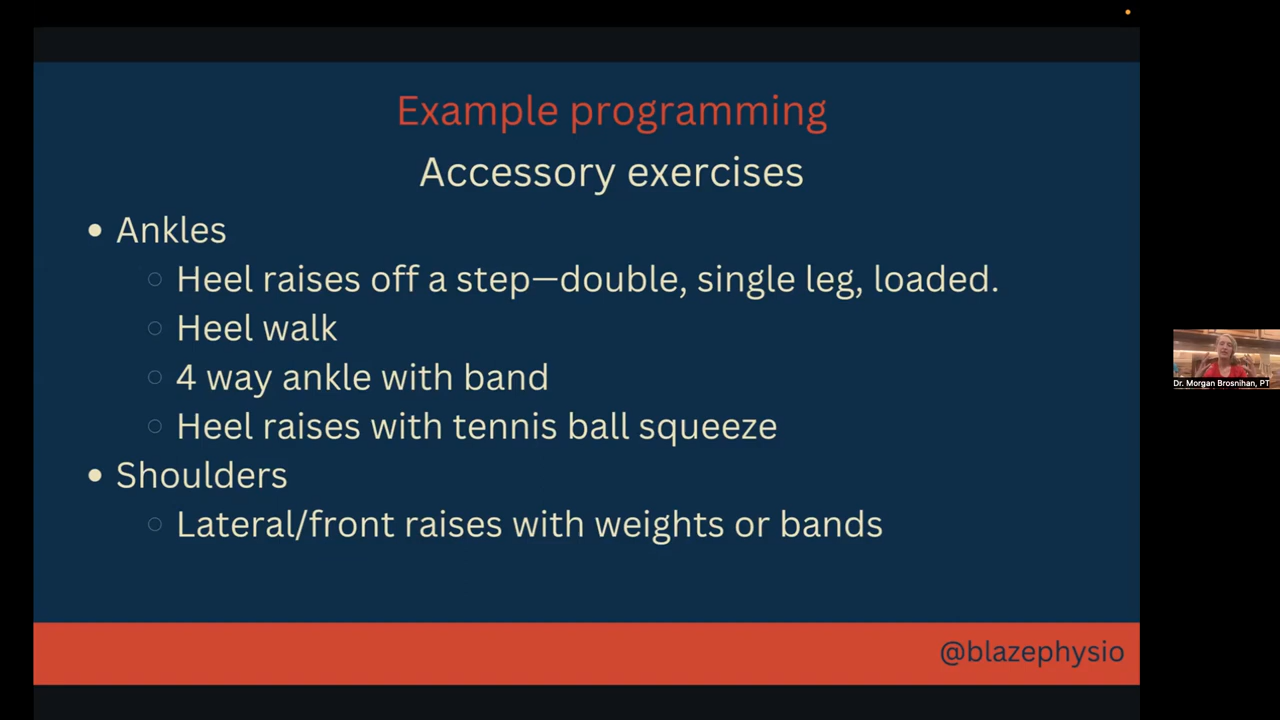 Example programming
Accessory exercises
• Ankles
○ Heel raises off a step—double, single leg, loaded.
○ Heel walk
○ 4 way ankle with band
○ Heel raises with tennis ball squeeze
• Shoulders
○ Lateral/front raises with weights or bands
Dr. Morgan Brosnihan, PT
@blazephysio